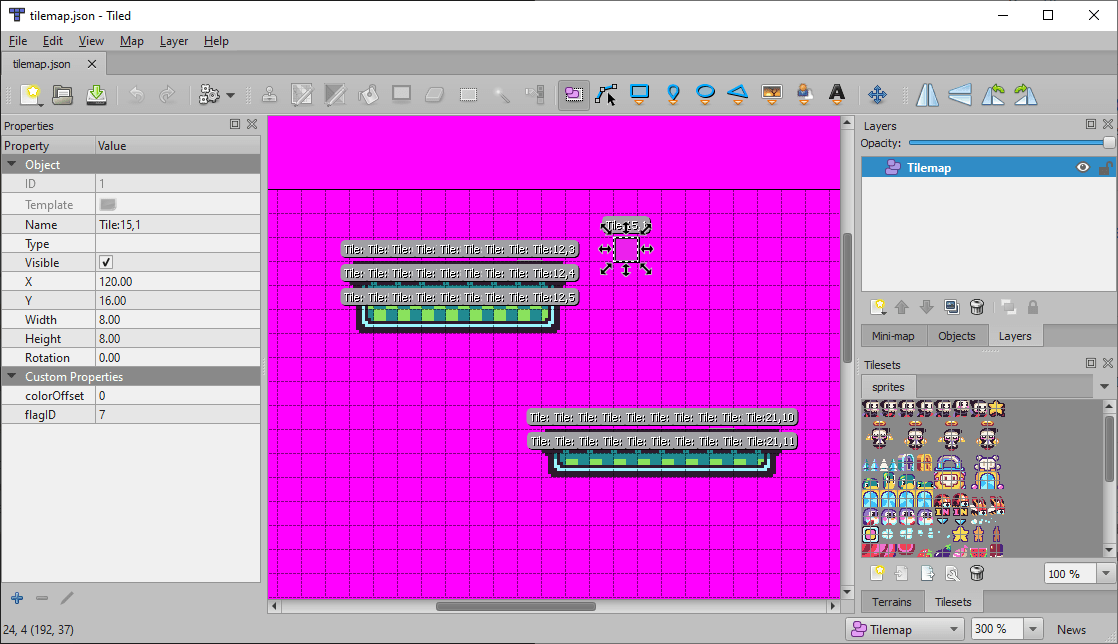 tilemap.json - Tiled
File Edit View Map Layer Help
tilemap.json
Properties
Property Value
Object
ID 1
Template
Name Tile:15,1
Type
Visible
X 120.00
Y 16.00
Width 8.00
Height 8.00
Rotation 0.00
Custom Properties
colorOffset 0
flagID 7
Tile:15,1
Tile: Tile: Tile: Tile: Tile Tile: Tile: Tile: Tile:12,3
Tile: Tile: Tile: Tile: Tile: Tile: Tile: Tile: Tile:12,4
Tile: Tile: Tile: Tile: Tile: Tile: Tile: Tile: Tile:12,5
Tile: Tile: Tile: Tile: Tile: Tile: Tile: Tile: Tile: Tile:21,10
Tile: Tile: Tile: Tile: Tile: Tile: Tile: Tile: Tile: Tile:21,11
Layers
Opacity:
Tilemap
Mini-map Objects Layers
Tilesets
sprites
100 %
Terrains Tilesets
24, 4 (192, 37)
Tilemap 300 % News